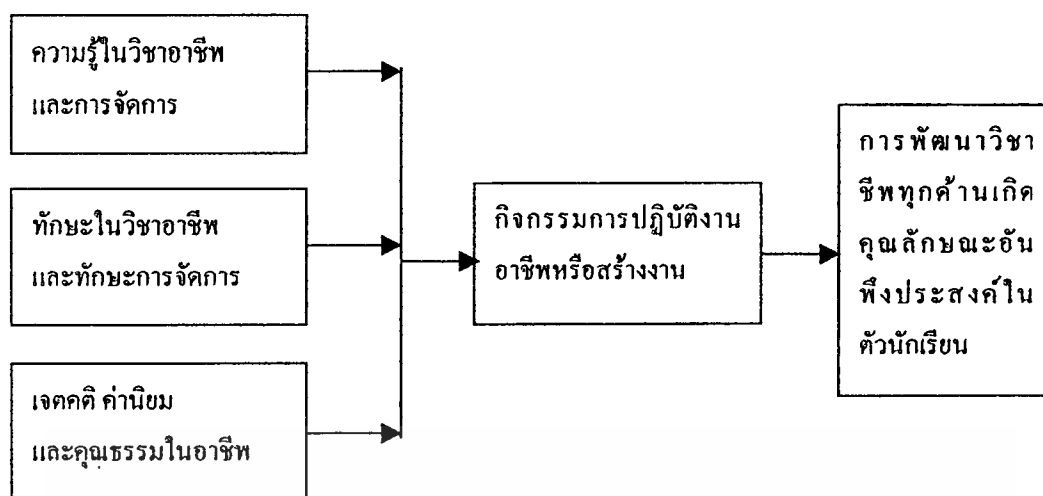 ความรู้ในวิชาอาชีพ
และการจัดการ
ทักษะในวิชาอาชีพ
และทักษะการจัดการ
เจตคติ ค่านิยม
และคุณธรรมในอาชีพ
กิจกรรมการปฏิบัติงาน
อาชีพหรือสร้างงาน
การพัฒนาวิชา
ชีพทุกด้านเกิด
คุณลักษณะอัน
พึงประสงค์ใน
ตัวนักเรียน